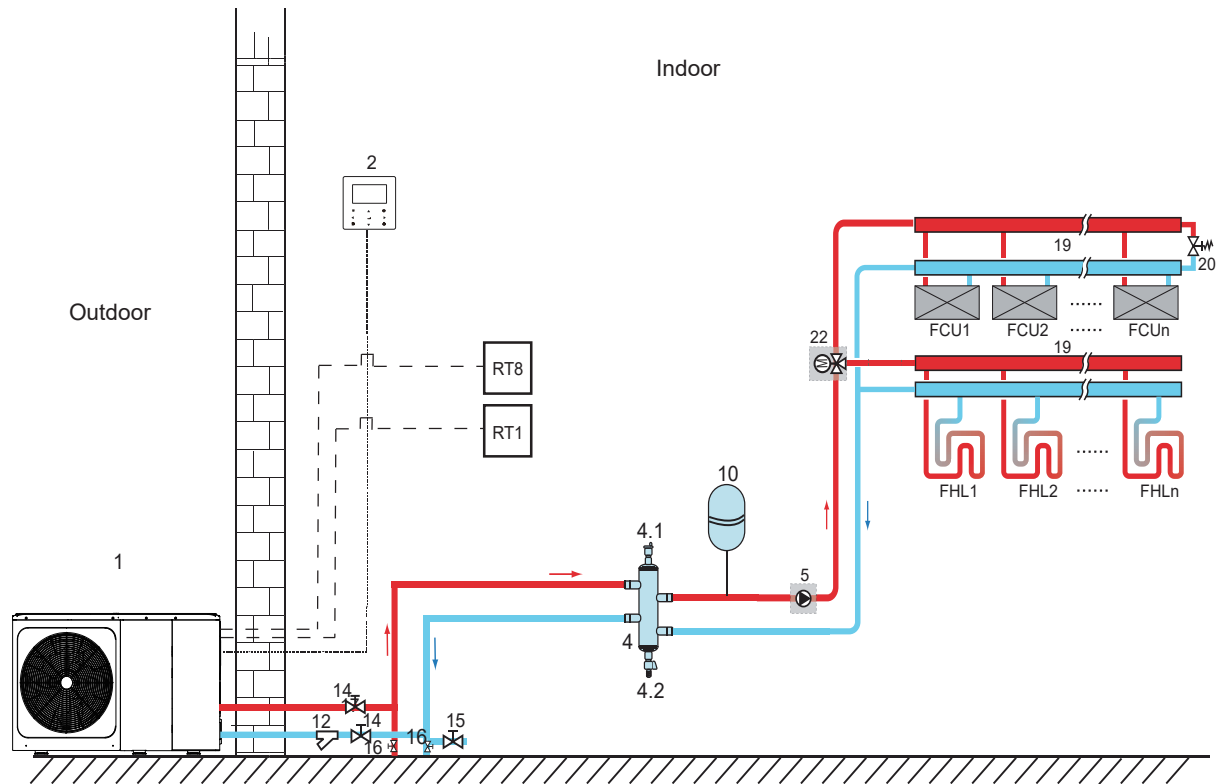 Indoor
2
19
20
Outdoor
FCU1
FCU2
......
......
FCUn
22
19
M
RT8
RT1
10
FHL1
FHL2
......
......
FHLn
4.1
1
5
4
4.2
14
12
14
15
16
16